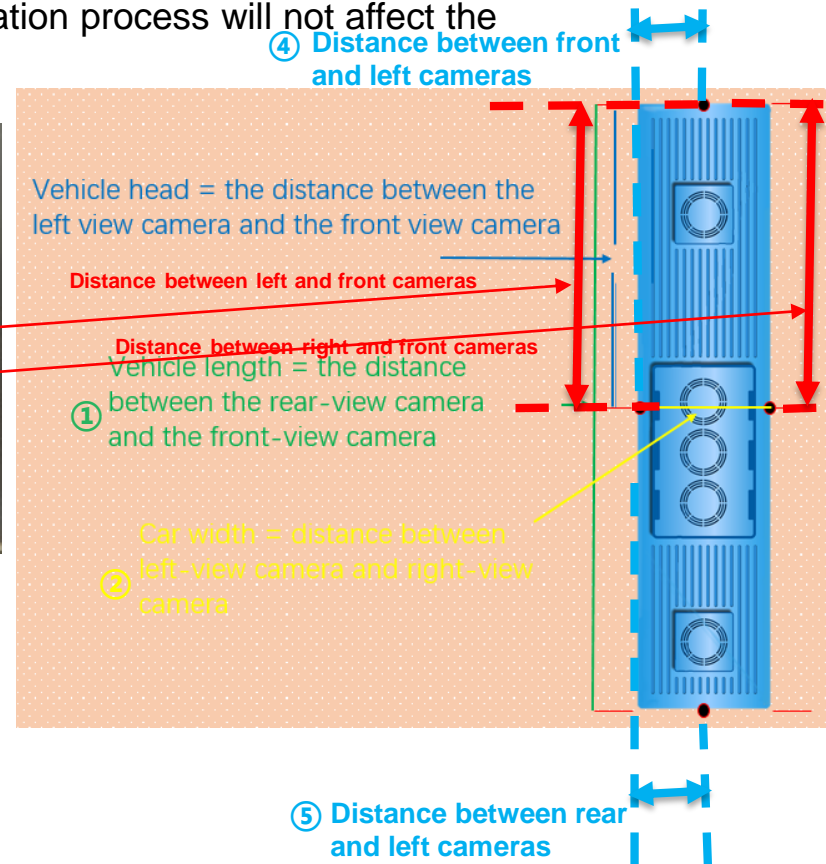 ation process will not affect the
④ Distance between front
and left cameras
Vehicle head = the distance between the
left view camera and the front view camera
Distance between left and front cameras
Distance between right and front cameras
Vehicle length = the distance
① between the rear-view camera
and the front-view camera
Car width = distance between
② left-view camera and right-view
camera
⑤ Distance between rear
and left cameras